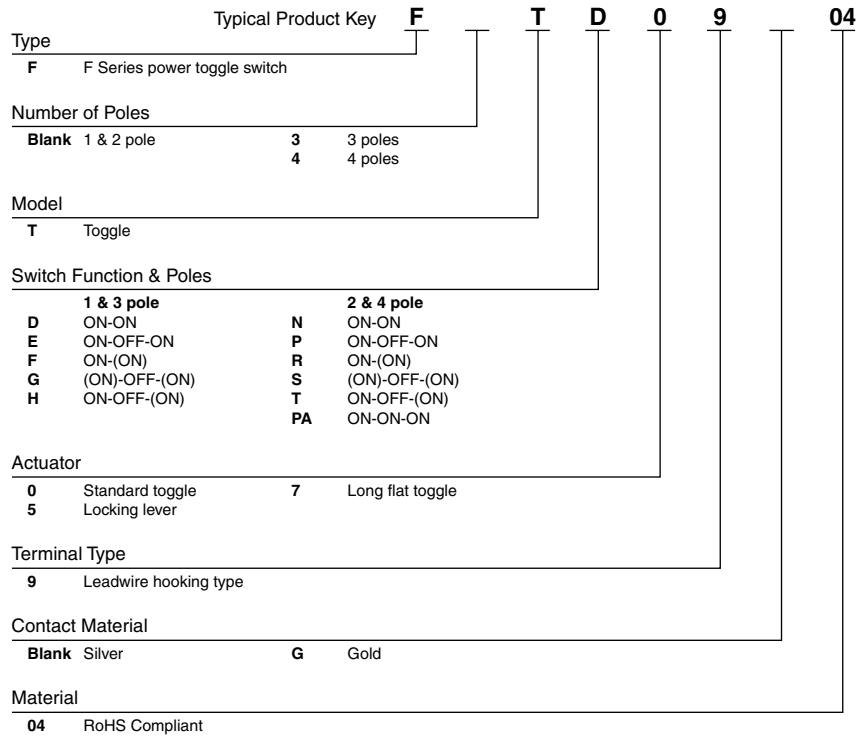 Typical Product Key F T D 0 9 04
Type
F F Series power toggle switch
Number of Poles
Blank 1 & 2 pole 3 3 poles
4 4 poles
Model
T Toggle
Switch Function & Poles
1 & 3 pole 2 & 4 pole
D ON-ON N ON-ON
E ON-OFF-ON P ON-OFF-ON
F ON-(ON) R ON-(ON)
G (ON)-OFF-(ON) S (ON)-OFF-(ON)
H ON-OFF-(ON) T ON-OFF-(ON)
PA ON-ON-ON
Actuator
0 Standard toggle 7 Long flat toggle
5 Locking lever
Terminal Type
9 Leadwire hooking type
Contact Material
Blank Silver G Gold
Material
04 RoHS Compliant